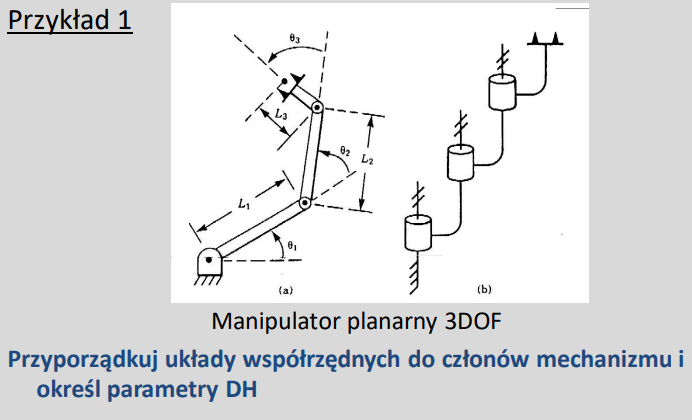 Przykład 1
θ3
L3
θ2
L2
L1
θ1
(a)
(b)
Manipulator planarny 3DOF
Przyporządkuj układy współrzędnych do członów mechanizmu i
określ parametry DH